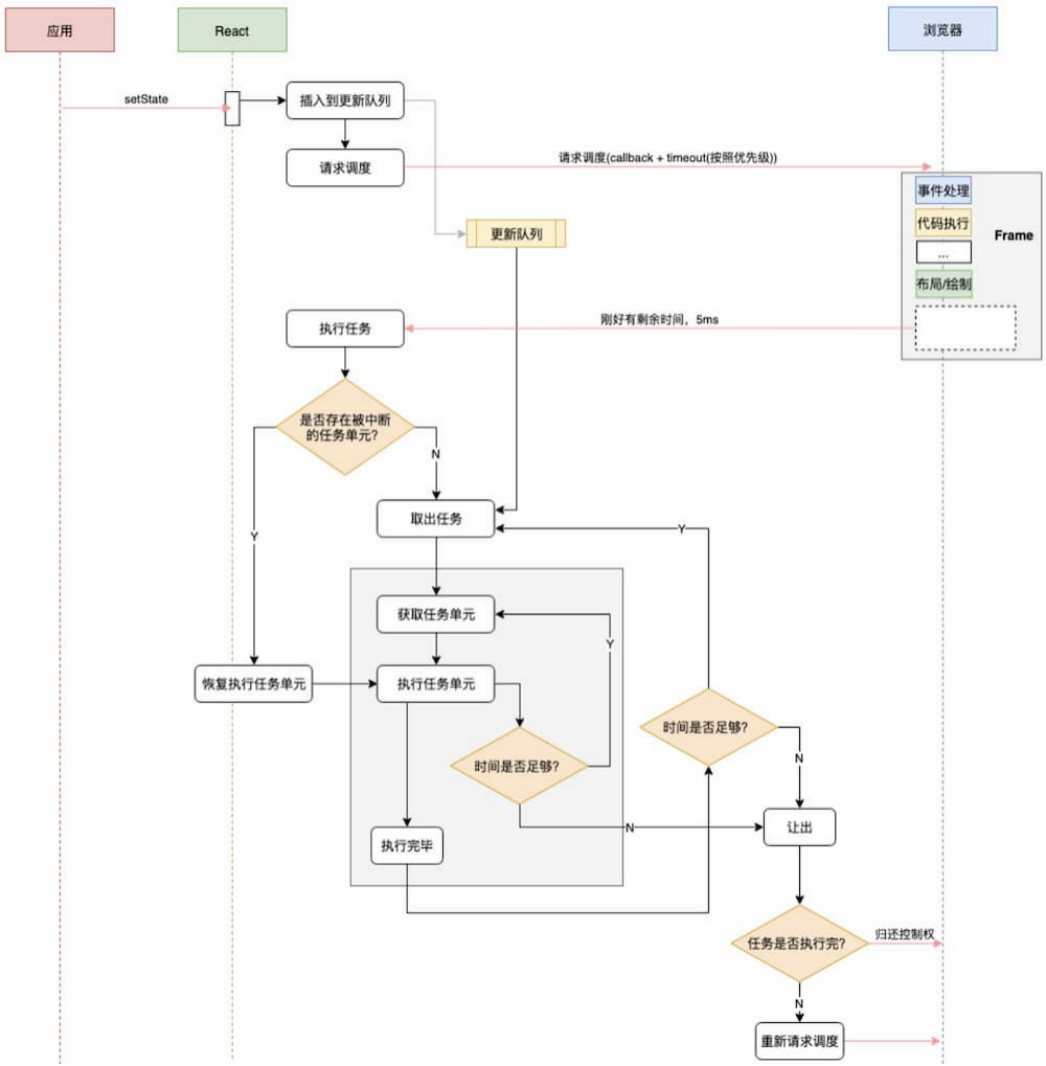 应用
React
浏览器
setState
插入到更新队列
请求调度
请求调度(callback + timeout(按照优先级))
事件处理
代码执行
Frame
...
布局/绘制
更新队列
执行任务
刚好有剩余时间，5ms
是否存在被中断
的任务单元?
N
Y
取出任务
Y
获取任务单元
Y
恢复执行任务单元
执行任务单元
时间是否足够?
时间是否足够?
N
N
让出
执行完毕
任务是否执行完?
归还控制权
N
重新请求调度